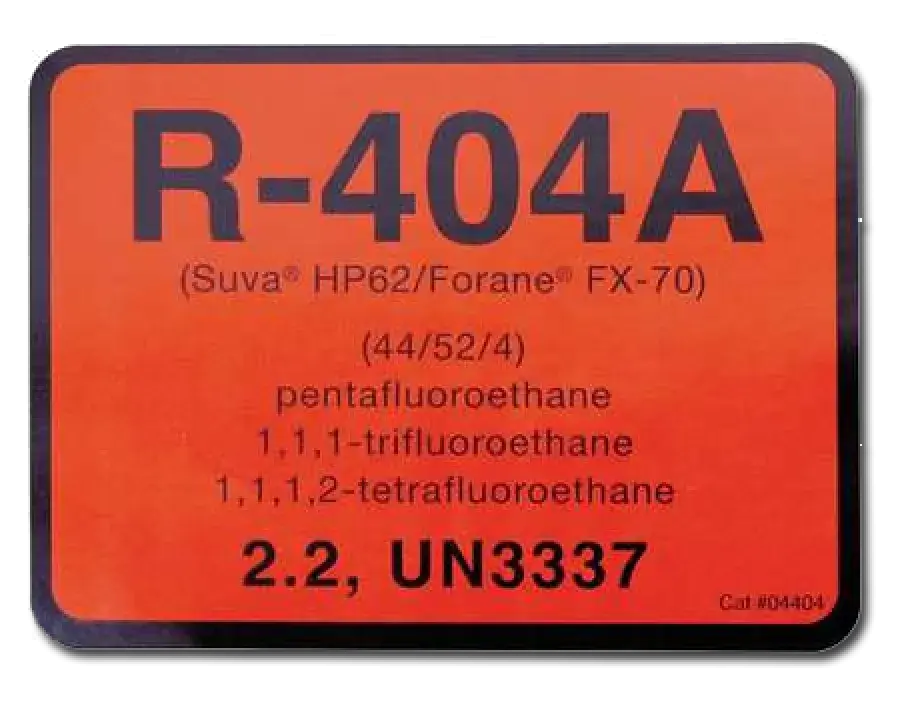 R-404A
(Suva® HP62/Forane® FX-70)
(44/52/4)
pentafluoroethane
1,1,1-trifluoroethane
1,1,1,2-tetrafluoroethane
2.2, UN3337
Cat #04404